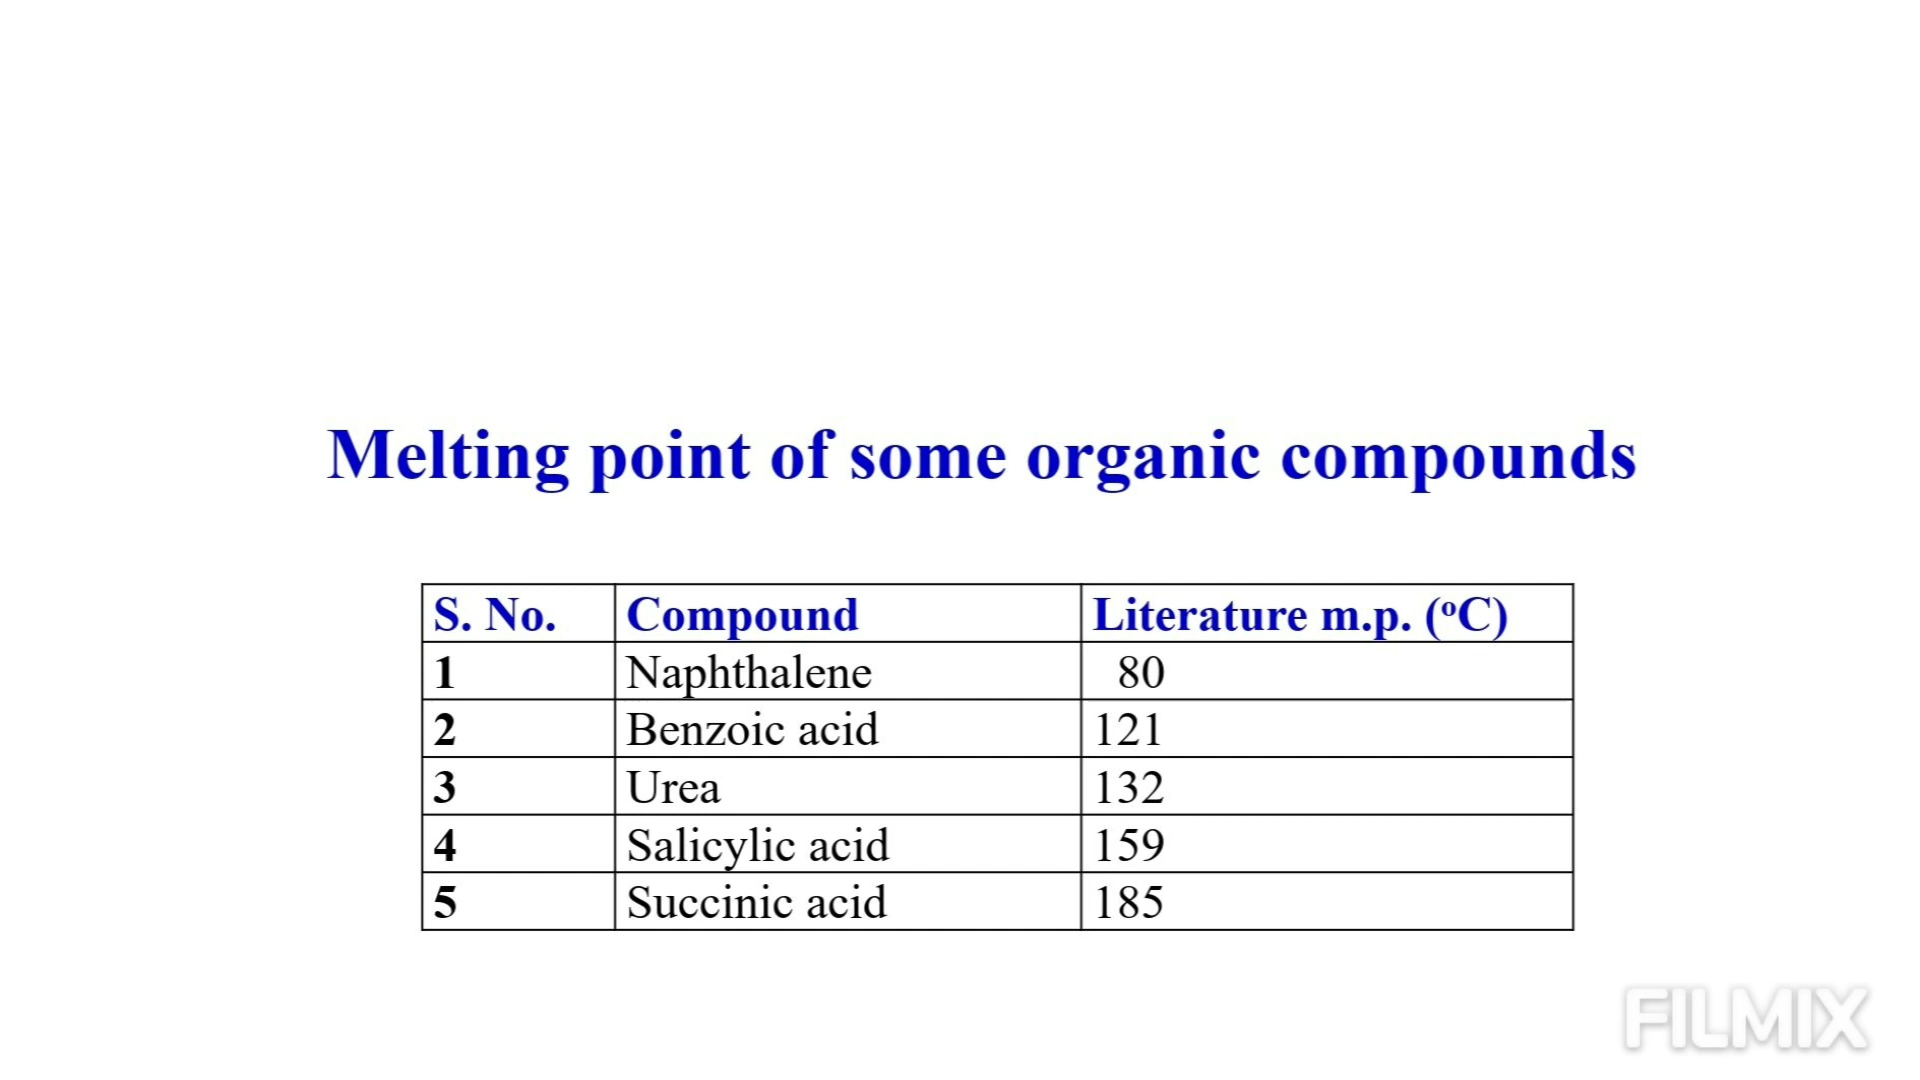 Melting point of some organic compounds
S. No. Compound Literature m.p. (ºC)
1 Naphthalene 80
2 Benzoic acid 121
3 Urea 132
4 Salicylic acid 159
5 Succinic acid 185
FILMIX